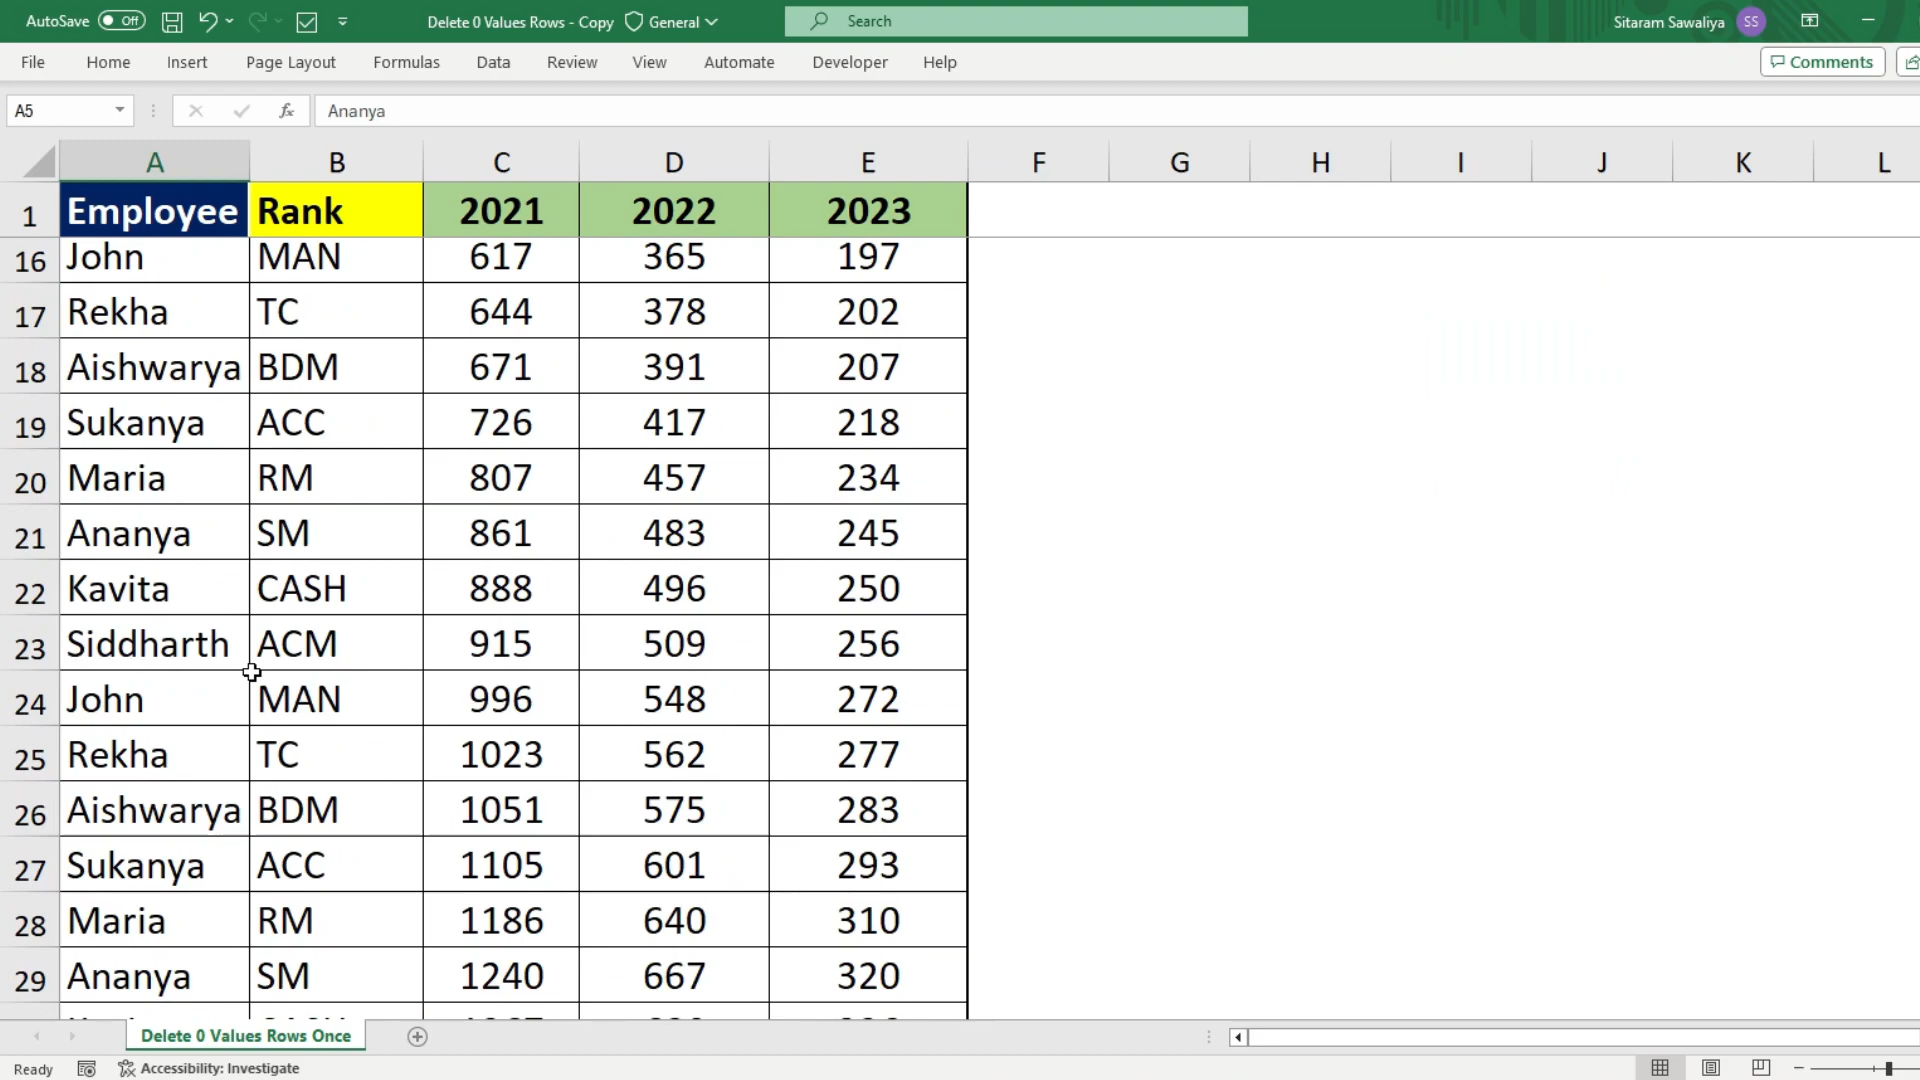 AutoSave Off Delete 0 Values Rows - Copy General Search Sitaram Sawaliya SS
File Home Insert Page Layout Formulas Data Review View Automate Developer Help Comments
A5 fx Ananya
A B C D E F G H I J K L
1 Employee Rank 2021 2022 2023
16 John MAN 617 365 197
17 Rekha TC 644 378 202
18 Aishwarya BDM 671 391 207
19 Sukanya ACC 726 417 218
20 Maria RM 807 457 234
21 Ananya SM 861 483 245
22 Kavita CASH 888 496 250
23 Siddharth ACM 915 509 256
24 John MAN 996 548 272
25 Rekha TC 1023 562 277
26 Aishwarya BDM 1051 575 283
27 Sukanya ACC 1105 601 293
28 Maria RM 1186 640 310
29 Ananya SM 1240 667 320
Delete 0 Values Rows Once
Ready Accessibility: Investigate